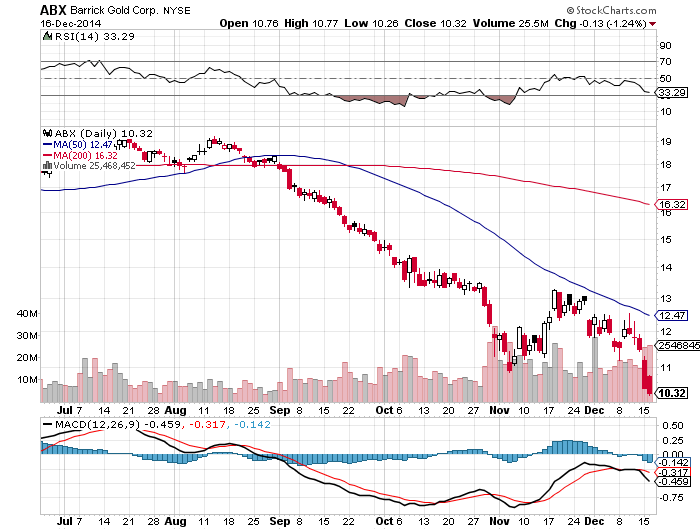 ABX Barrick Gold Corp. NYSE © StockCharts.com
16-Dec-2014 Open 10.76 High 10.77 Low 10.26 Close 10.32 Volume 25.5M Chg -0.13 (-1.24%)
RSI(14) 33.29
90
70
50
33.29
30
10
ABX (Daily) 10.32
MA(50) 12.47
MA(200) 16.32
Volume 25,468,452
19
18
17
16.32
16
15
14
13
12.47
12
2546845
11
10.32
40M
30M
20M
10M
Jul 7 14 21 28 Aug 11 18 25 Sep 8 15 22 Oct 6 13 20 27 Nov 10 17 24 Dec 8 15
MACD(12,26,9) -0.459, -0.317, -0.142
0.50
0.25
0.00
-0.142
-0.317
-0.459
-0.75
Jul 7 14 21 28 Aug 11 18 25 Sep 8 15 22 Oct 6 13 20 27 Nov 10 17 24 Dec 8 15